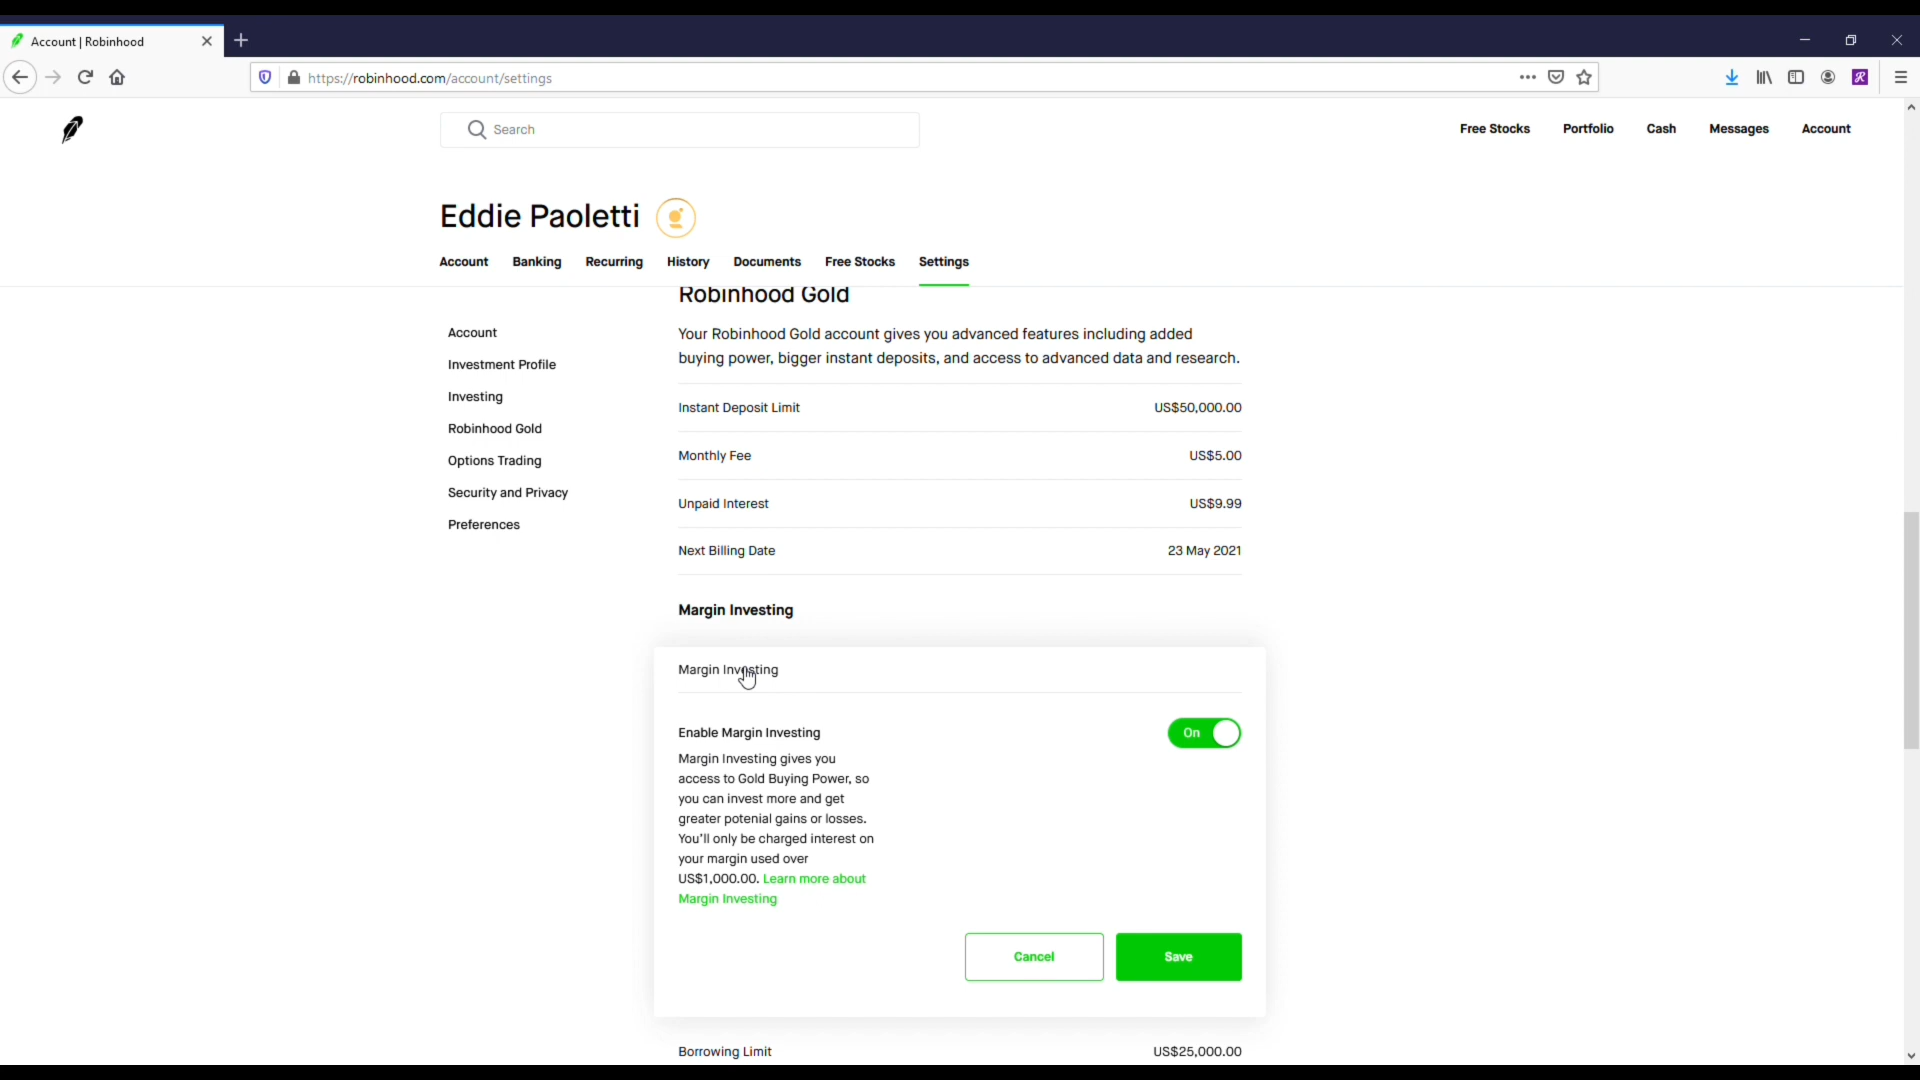 Account | Robinhood
https://robinhood.com/account/settings
Search
Free Stocks Portfolio Cash Messages Account
Eddie Paoletti
Account Banking Recurring History Documents Free Stocks Settings
Robinhood Gold
Account
Investment Profile
Investing
Robinhood Gold
Options Trading
Security and Privacy
Preferences
Your Robinhood Gold account gives you advanced features including added
buying power, bigger instant deposits, and access to advanced data and research.
Instant Deposit Limit US$50,000.00
Monthly Fee US$5.00
Unpaid Interest US$9.99
Next Billing Date 23 May 2021
Margin Investing
Margin Investing
Enable Margin Investing On
Margin Investing gives you
access to Gold Buying Power, so
you can invest more and get
greater potenial gains or losses.
You'll only be charged interest on
your margin used over
US$1,000.00. Learn more about
Margin Investing
Cancel Save
Borrowing Limit US$25,000.00